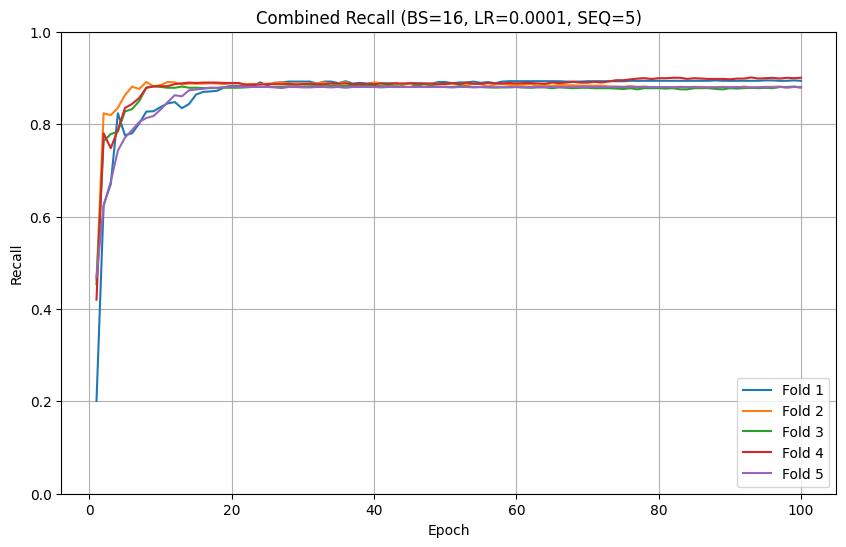 Combined Recall (BS=16, LR=0.0001, SEQ=5)
1.0
0.8
0.6
0.4
0.2
0.0
Recall
0 20 40 60 80 100
Epoch
Fold 1
Fold 2
Fold 3
Fold 4
Fold 5